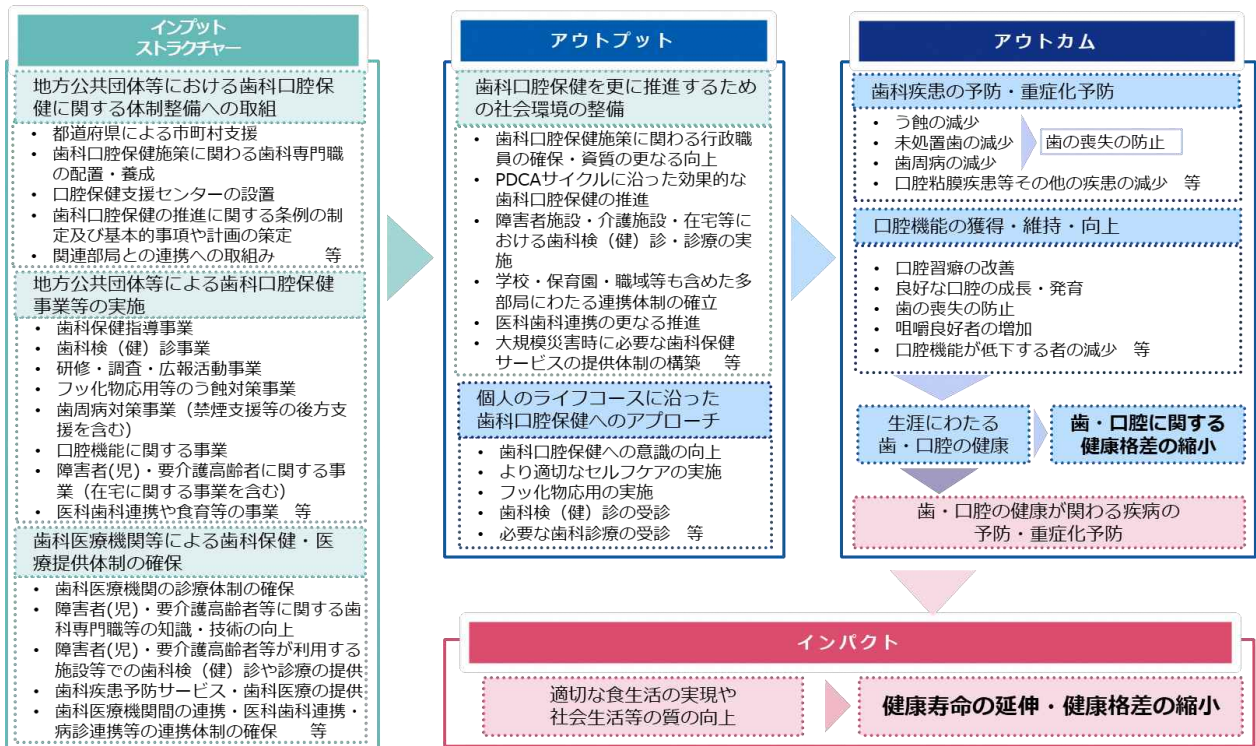 インプット
ストラクチャー
地方公共団体等における歯科口腔保
健に関する体制整備への取組
・ 都道府県による市町村支援
・ 歯科口腔保健施策に関わる歯科専門職
の配置・養成
・ 口腔保健支援センターの設置
・ 歯科口腔保健の推進に関する条例の制
定及び基本的事項や計画の策定
・ 関連部局との連携への取組み 等
地方公共団体等による歯科口腔保健
事業等の実施
・ 歯科保健指導事業
・ 歯科検（健）診事業
・ 研修・調査・広報活動事業
・ フッ化物応用等のう蝕対策事業
・ 歯周病対策事業（禁煙支援等の後方支
援を含む）
・ 口腔機能に関する事業
・ 障害者(児)・要介護高齢者に関する事
業（在宅に関する事業を含む）
・ 医科歯科連携や食育等の事業 等
歯科医療機関等による歯科保健・医
療提供体制の確保
・ 歯科医療機関の診療体制の確保
・ 障害者(児)・要介護高齢者等に関する歯
科専門職等の知識・技術の向上
・ 障害者(児)・要介護高齢者等が利用する
施設等での歯科検（健）診や診療の提供
・ 歯科疾患予防サービス・歯科医療の提供
・ 歯科医療機関間の連携・医科歯科連携・
病診連携等の連携体制の確保 等
アウトプット
歯科口腔保健を更に推進するため
の社会環境の整備
・ 歯科口腔保健施策に関わる行政職
員の確保・資質の更なる向上
・ PDCAサイクルに沿った効果的な
歯科口腔保健の推進
・ 障害者施設・介護施設・在宅等に
おける歯科検（健）診・診療の実
施
・ 学校・保育園・職域等も含めた多
部局にわたる連携体制の確立
・ 医科歯科連携の更なる推進
・ 大規模災害時に必要な歯科保健
サービスの提供体制の構築 等
個人のライフコースに沿った
歯科口腔保健へのアプローチ
・ 歯科口腔保健への意識の向上
・ より適切なセルフケアの実施
・ フッ化物応用の実施
・ 歯科検（健）診の受診
・ 必要な歯科診療の受診 等
アウトカム
歯科疾患の予防・重症化予防
・ う蝕の減少
・ 未処置歯の減少
・ 歯周病の減少
歯の喪失の防止
・ 口腔粘膜疾患等その他の疾患の減少 等
口腔機能の獲得・維持・向上
・ 口腔習癖の改善
・ 良好な口腔の成長・発育
・ 歯の喪失の防止
・ 咀嚼良好者の増加
・ 口腔機能が低下する者の減少 等
生涯にわたる
歯・口腔の健康
歯・口腔に関する
健康格差の縮小
歯・口腔の健康が関わる疾病の
予防・重症化予防
インパクト
適切な食生活の実現や
社会生活等の質の向上
健康寿命の延伸・健康格差の縮小